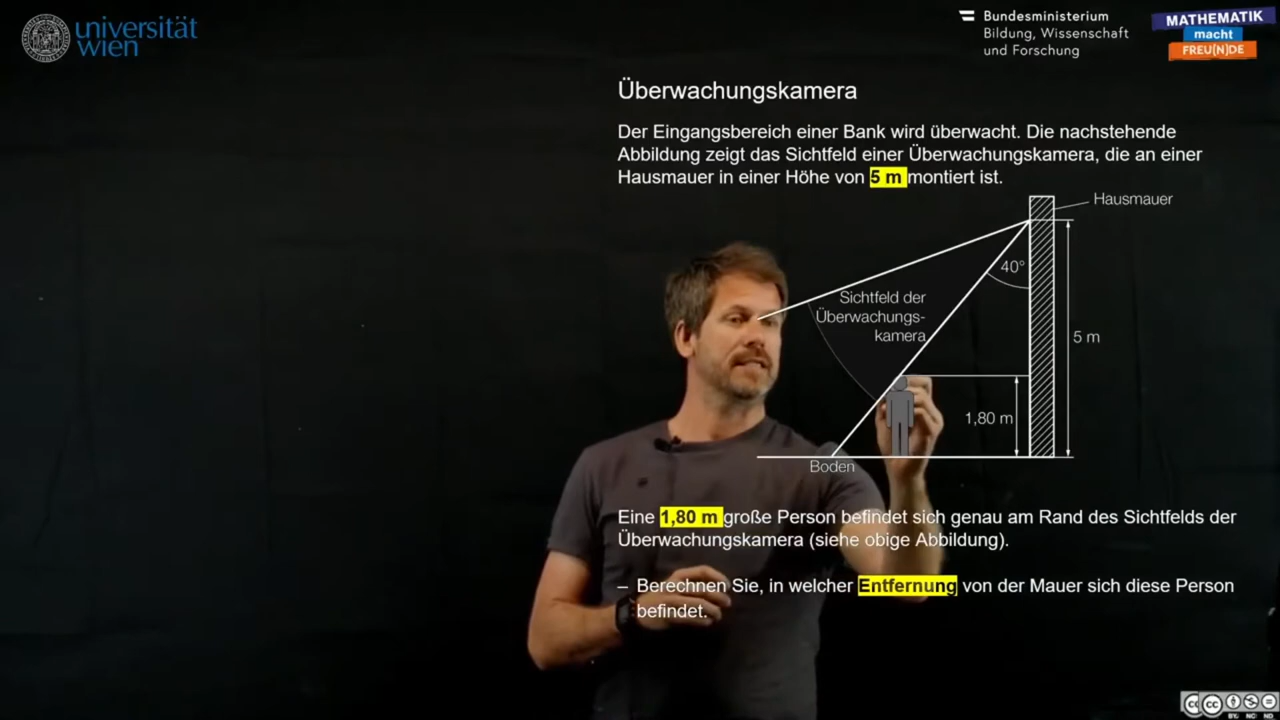 universität
wien
Bundesministerium
Bildung, Wissenschaft
und Forschung
MATHEMATIK
macht
FREU(N)DE
Überwachungskamera
Der Eingangsbereich einer Bank wird überwacht. Die nachstehende
Abbildung zeigt das Sichtfeld einer Überwachungskamera, die an einer
Hausmauer in einer Höhe von 5 m montiert ist.
Hausmauer
40°
Sichtfeld der
Überwachungs-
kamera
5 m
1,80 m
Boden
Eine 1,80 m große Person befindet sich genau am Rand des Sichtfelds der
Überwachungskamera (siehe obige Abbildung).
– Berechnen Sie, in welcher Entfernung von der Mauer sich diese Person
befindet.
cc
BY NC ND